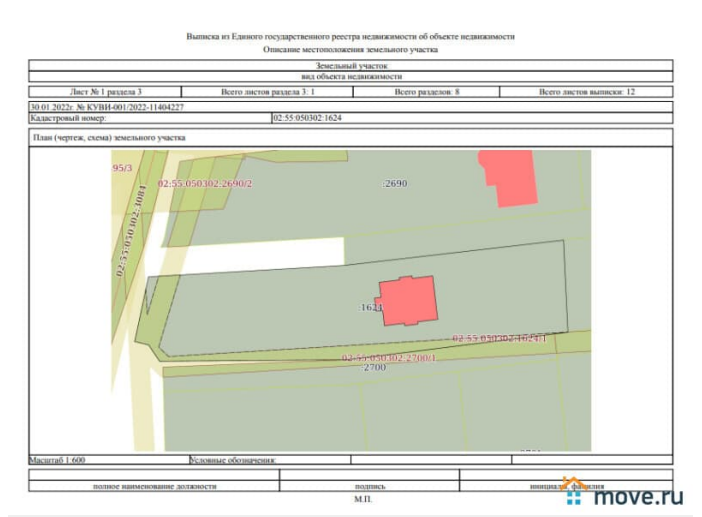 Выписка из Единого государственного реестра недвижимости об объекте недвижимости
Описание местоположения земельного участка
Земельный участок
вид объекта недвижимости
Лист № 1 раздела 3 Всего листов раздела 3: 1 Всего разделов: 8 Всего листов выписки: 12
30.01.2022г. № КУВИ-001/2022-11404227
Кадастровый номер: 02:55:050302:1624
План (чертеж, схема) земельного участка
95/3
02:55:050302:2690/2
:2690
02:55:050302:3084
:1624
02:55:050302:1624/1
02:55:050302:2700/1
:2700
Масштаб 1:600 Условные обозначения:
полное наименование должности подпись инициалы, фамилия
М.П.
move.ru